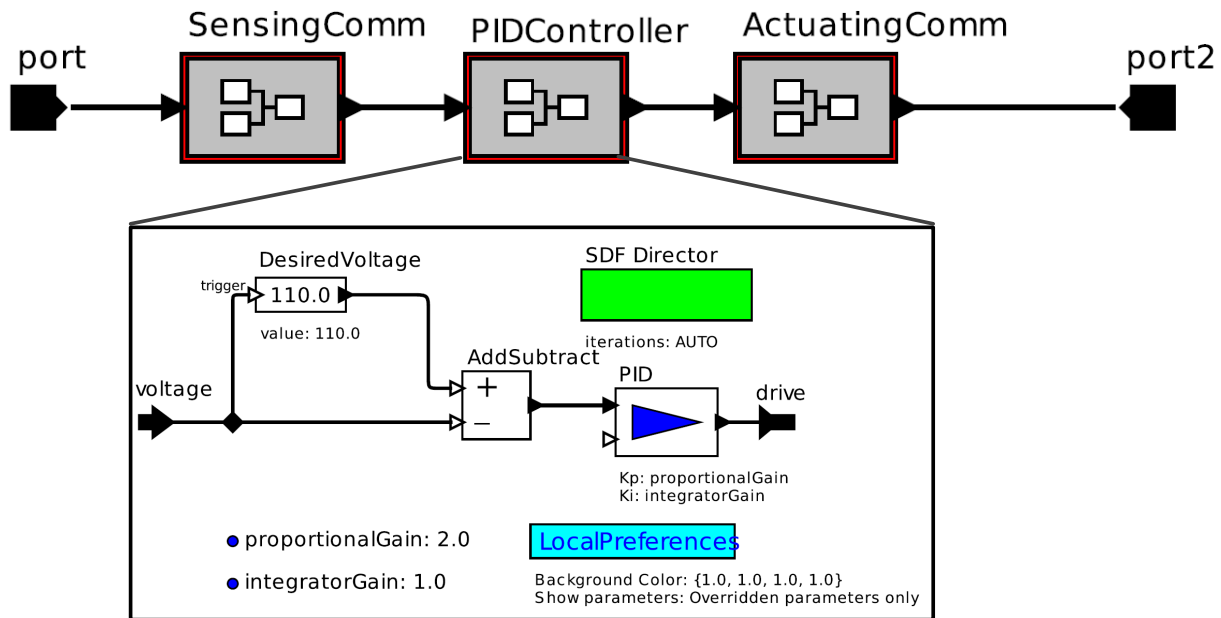 port
SensingComm
PIDController
ActuatingComm
port2
DesiredVoltage
trigger
110.0
value: 110.0
SDF Director
iterations: AUTO
voltage
AddSubtract
+
−
PID
drive
Kp: proportionalGain
Ki: integratorGain
proportionalGain: 2.0
integratorGain: 1.0
LocalPreferences
Background Color: {1.0, 1.0, 1.0, 1.0}
Show parameters: Overridden parameters only